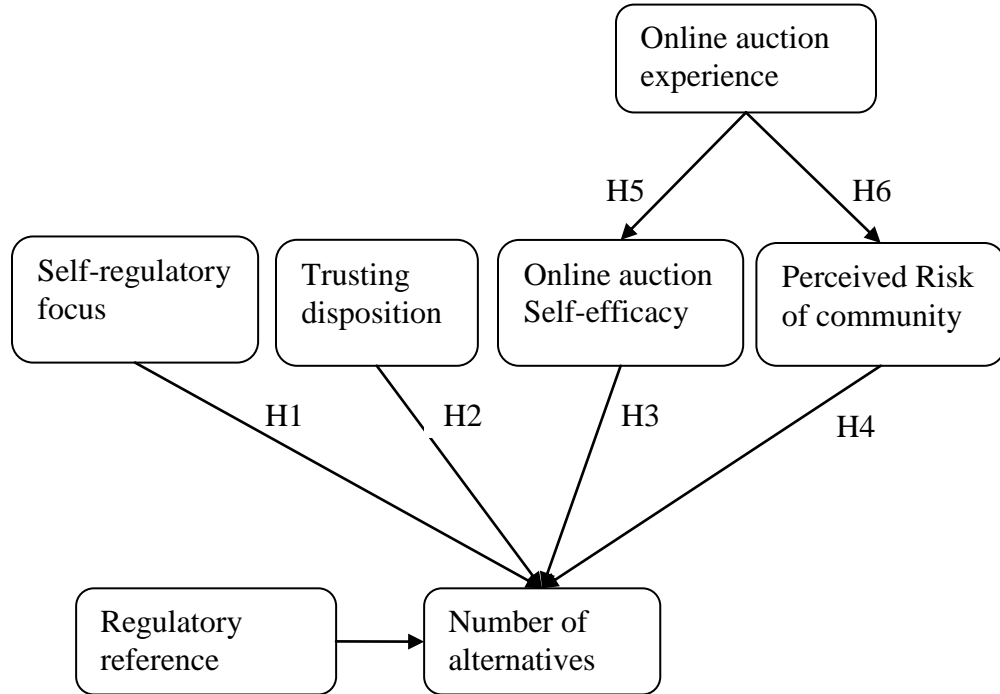 Online auction
experience
H5
H6
Self-regulatory
focus
Trusting
disposition
Online auction
Self-efficacy
Perceived Risk
of community
H1
H2
H3
H4
Regulatory
reference
Number of
alternatives